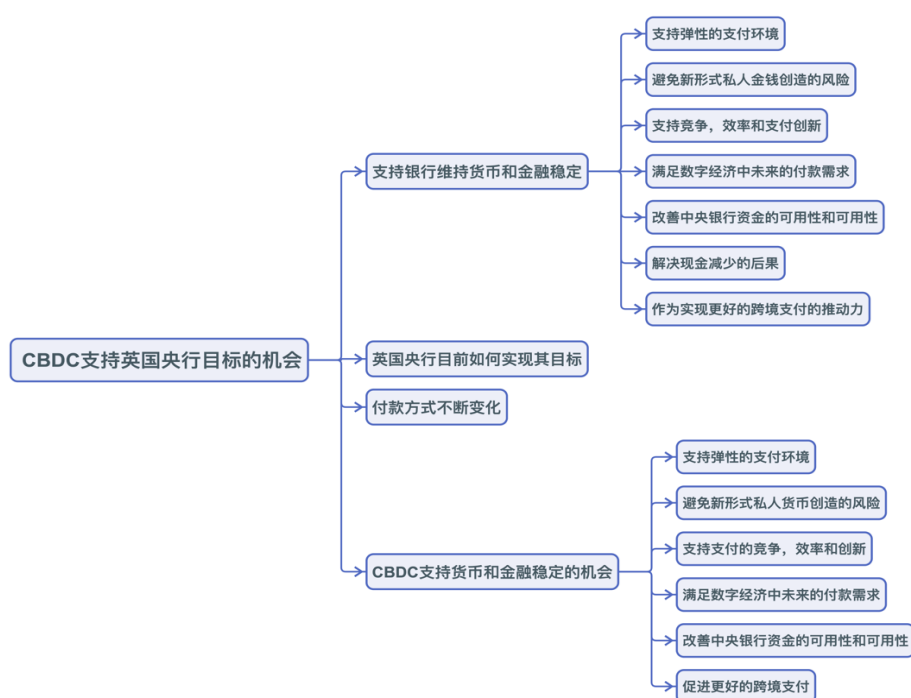 CBDC支持英国央行目标的机会
支持银行维持货币和金融稳定
支持弹性的支付环境
避免新形式私人金钱创造的风险
支持竞争，效率和支付创新
满足数字经济中未来的付款需求
改善中央银行资金的可用性和可用性
解决现金减少的后果
作为实现更好的跨境支付的推动力
英国央行目前如何实现其目标
付款方式不断变化
CBDC支持货币和金融稳定的机会
支持弹性的支付环境
避免新形式私人货币创造的风险
支持支付的竞争，效率和创新
满足数字经济中未来的付款需求
改善中央银行资金的可用性和可用性
促进更好的跨境支付